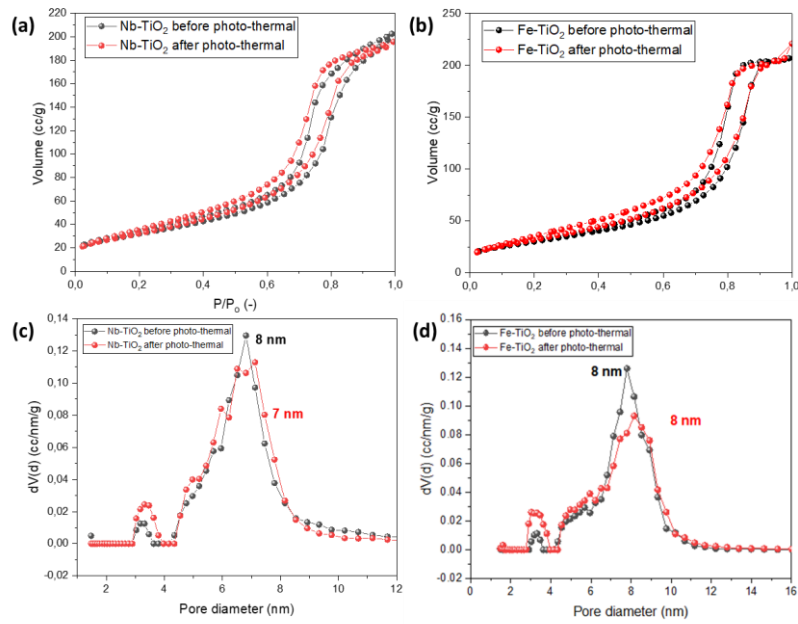 (a)
Nb-TiO₂ before photo-thermal
Nb-TiO₂ after photo-thermal
Volume (cc/g)
220
200
180
160
140
120
100
80
60
40
20
0
0,0 0,2 0,4 0,6 0,8 1,0
P/Pₒ (-)
(b)
Fe-TiO₂ before photo-thermal
Fe-TiO₂ after photo-thermal
Volume (cc/g)
250
200
150
100
50
0
0,0 0,2 0,4 0,6 0,8 1,0
(c)
Nb-TiO₂ before photo-thermal
Nb-TiO₂ after photo-thermal
8 nm
7 nm
dV(d) (cc/nm/g)
0,14
0,12
0,10
0,08
0,06
0,04
0,02
0,00
-0,02
0 2 4 6 8 10 12
Pore diameter (nm)
(d)
Fe-TiO₂ before photo-thermal
Fe-TiO₂ after photo-thermal
8 nm
8 nm
dV(d) (cc/nm/g)
0.16
0.14
0.12
0.10
0.08
0.06
0.04
0.02
0.00
-0.02
0 2 4 6 8 10 12 14 16
Pore diameter (nm)